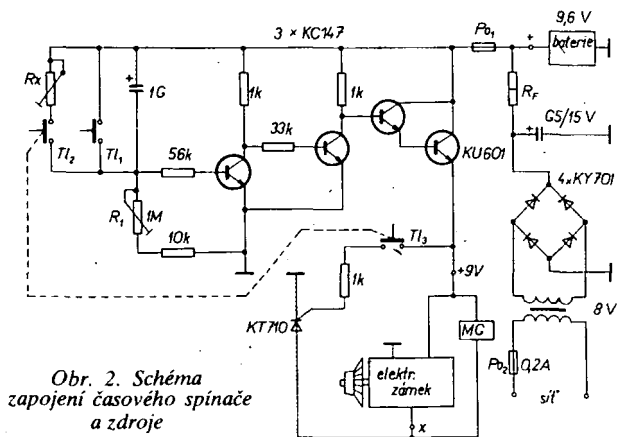 3 × KC147
Po1
9,6 V
+
baterie
Rx
+
1G
1k
1k
RF
33k
+
G5/15 V
Tl2
Tl1
56k
KU601
4×KY701
R1
1M
Tl3
10k
+9V
1k
8 V
KT710
MG
elektr.
zámek
Po2
0,2A
síť
x
Obr. 2. Schéma
zapojení časového spínače
a zdroje